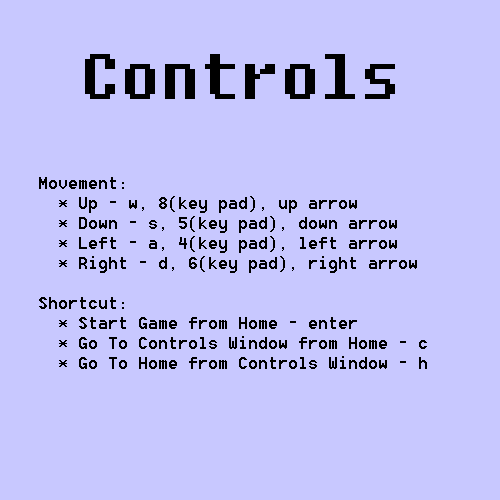 Controls
Movement:
* Up - w, 8(key pad), up arrow
* Down - s, 5(key pad), down arrow
* Left - a, 4(key pad), left arrow
* Right - d, 6(key pad), right arrow
Shortcut:
* Start Game from Home - enter
* Go To Controls Window from Home - c
* Go To Home from Controls Window - h